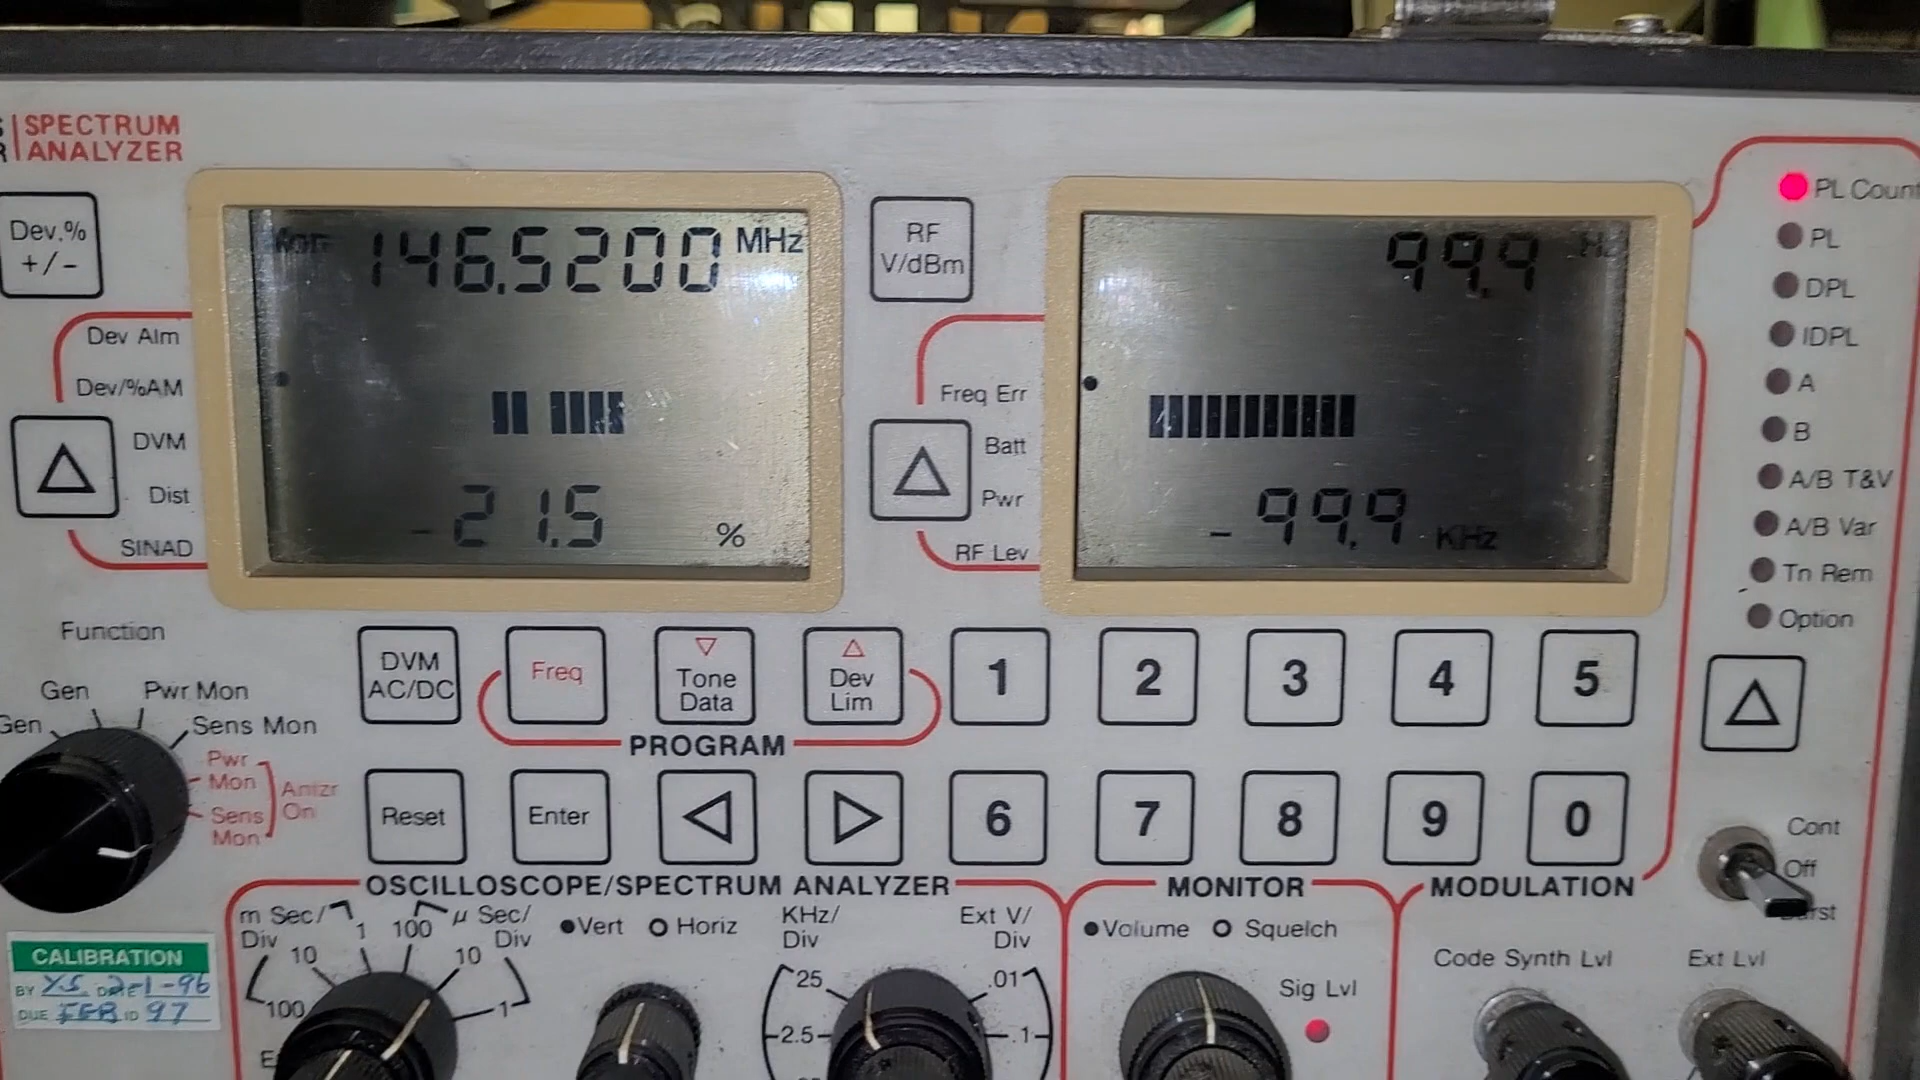 SPECTRUM
ANALYZER
Dev.%
+/-
146.5200 MHz
-21.5 %
RF
V/dBm
99.9 Hz
-99.9 KHz
Dev Alm
Dev/%AM
DVM
Dist
SINAD
Freq Err
Batt
Pwr
RF Lev
PL Count
PL
DPL
IDPL
A
B
A/B T&V
A/B Var
Tn Rem
Option
Function
Gen
Gen
Pwr Mon
Sens Mon
Pwr
Mon
Sens
Mon
Anlzr
On
DVM
AC/DC
Freq
Tone
Data
Dev
Lim
1 2 3 4 5
PROGRAM
Reset
Enter
6 7 8 9 0
Cont
Off
OSCILLOSCOPE/SPECTRUM ANALYZER
MONITOR
MODULATION
m Sec/
Div
1
10
100
100
10
1
µ Sec/
Div
Vert
Horiz
KHz/
Div
25
2.5
Ext V/
Div
.01
.1
Volume
Squelch
Sig Lvl
Code Synth Lvl
Ext Lvl
CALIBRATION
BY Y.S. DATE 2-1-96
DUE FEB ID 97